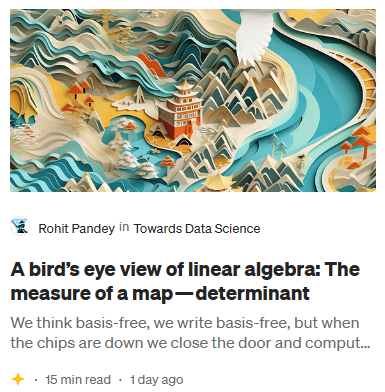 Rohit Pandey in Towards Data Science
A bird’s eye view of linear algebra: The
measure of a map — determinant
We think basis-free, we write basis-free, but when
the chips are down we close the door and comput…
· 15 min read · 1 day ago